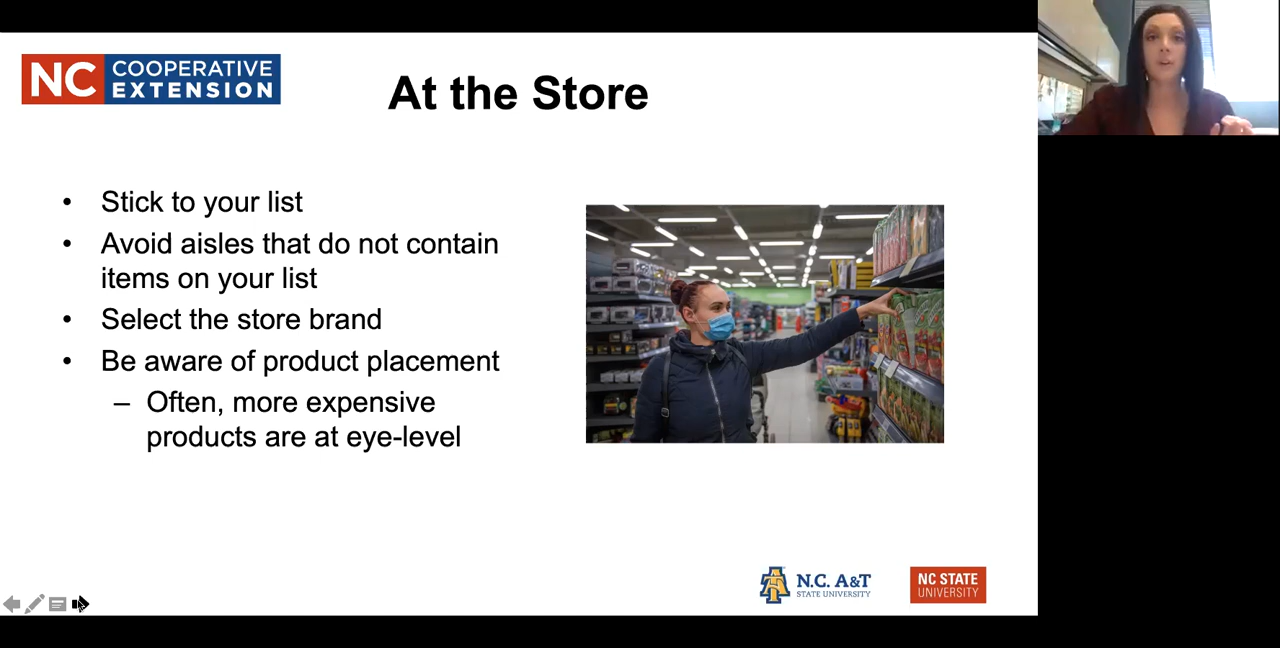 NC COOPERATIVE
EXTENSION
At the Store
• Stick to your list
• Avoid aisles that do not contain
items on your list
• Select the store brand
• Be aware of product placement
– Often, more expensive
products are at eye-level
N.C. A&T
STATE UNIVERSITY
NC STATE
UNIVERSITY